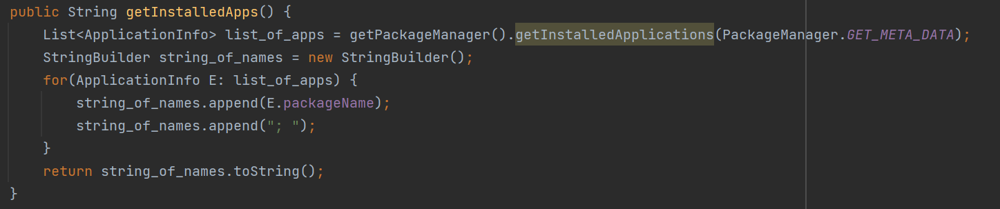 public String getInstalledApps() {
List<ApplicationInfo> list_of_apps = getPackageManager().getInstalledApplications(PackageManager.GET_META_DATA);
StringBuilder string_of_names = new StringBuilder();
for(ApplicationInfo E: list_of_apps) {
string_of_names.append(E.packageName);
string_of_names.append("; ");
}
return string_of_names.toString();
}